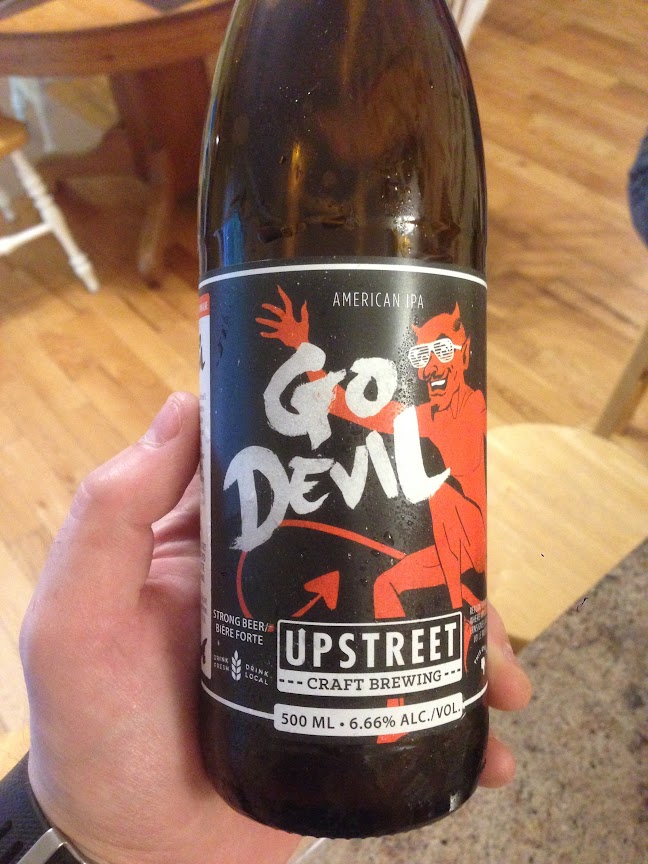 AMERICAN IPA
GO
DEVIL
STRONG BEER/
BIÈRE FORTE
DRINK
FRESH
DRINK
LOCAL
UPSTREET
CRAFT BREWING
500 ML • 6.66% ALC./VOL.